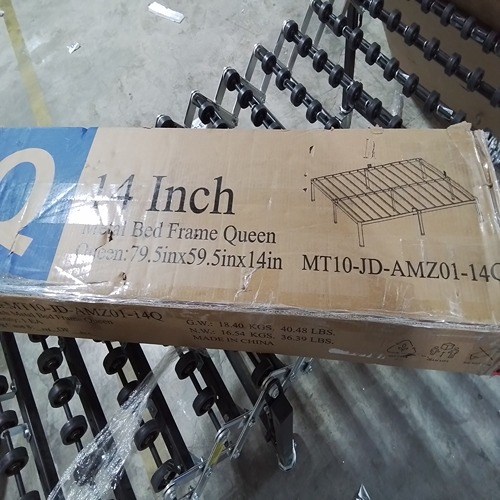 Q
14 Inch
Metal Bed Frame Queen
Queen:79.5inx59.5inx14in MT10-JD-AMZ01-14Q
MT10-JD-AMZ01-14Q
G.W.: 18.40 KGS, 40.48 LBS.
N.W.: 16.54 KGS, 36.39 LBS.
MADE IN CHINA